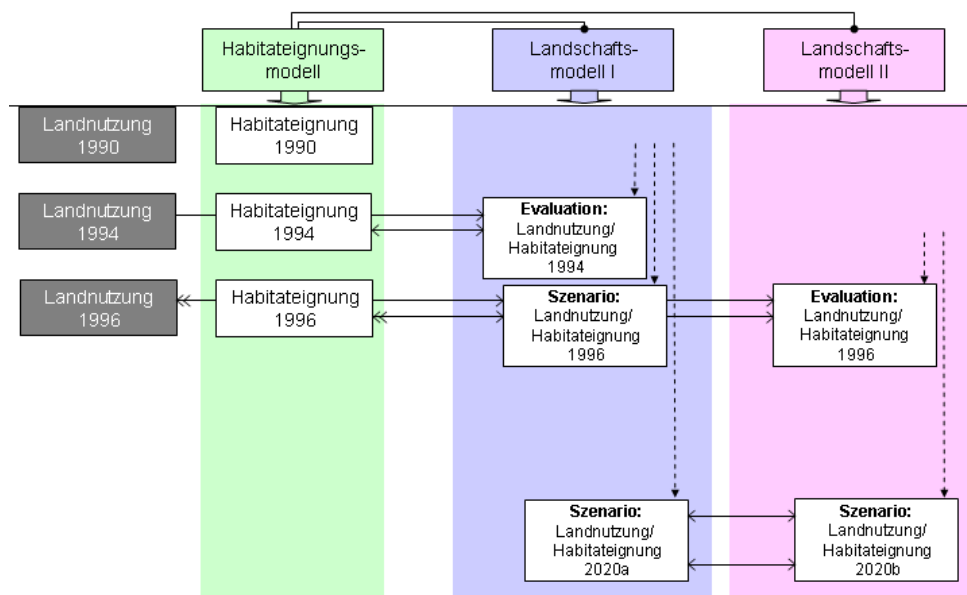 Habitateignungs-
modell
Landschafts-
modell I
Landschafts-
modell II
Landnutzung
1990
Habitateignung
1990
Landnutzung
1994
Habitateignung
1994
Evaluation:
Landnutzung/
Habitateignung
1994
Landnutzung
1996
Habitateignung
1996
Szenario:
Landnutzung/
Habitateignung
1996
Evaluation:
Landnutzung/
Habitateignung
1996
Szenario:
Landnutzung/
Habitateignung
2020a
Szenario:
Landnutzung/
Habitateignung
2020b